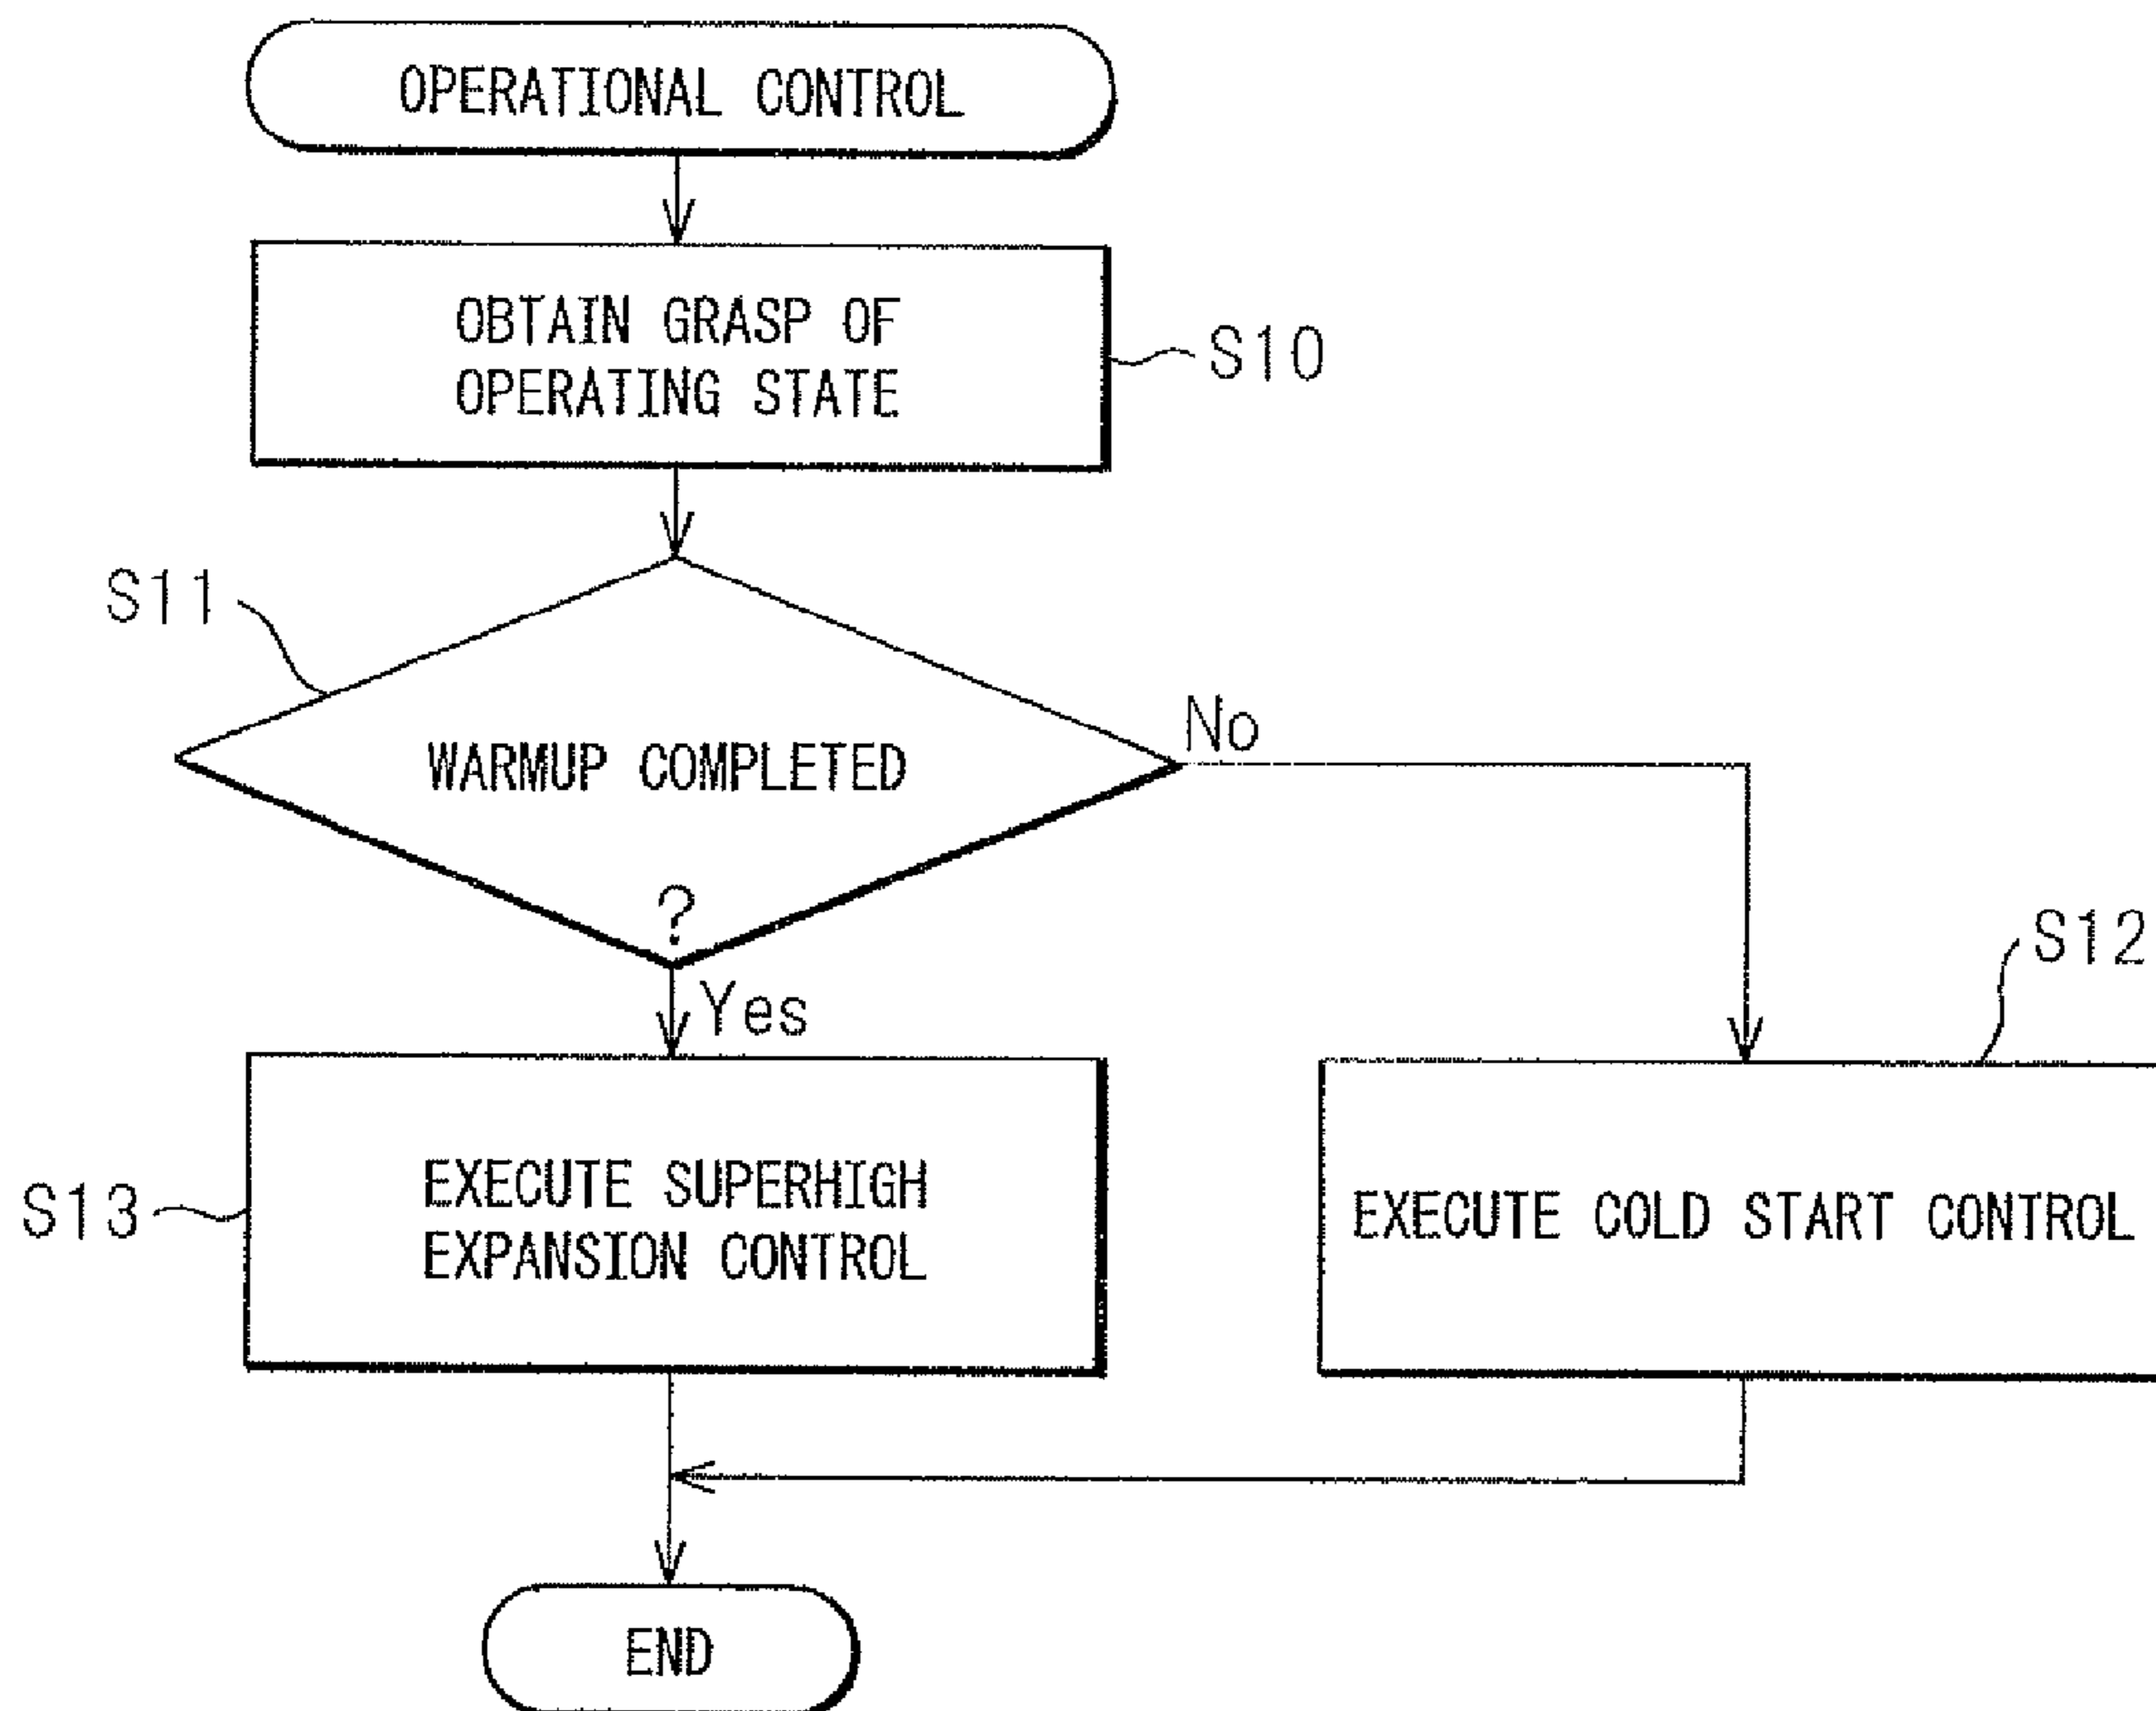 OPERATIONAL CONTROL
OBTAIN GRASP OF
OPERATING STATE
S10
S11
WARMUP COMPLETED
?
No
Yes
S12
EXECUTE SUPERHIGH
EXPANSION CONTROL
S13
EXECUTE COLD START CONTROL
END